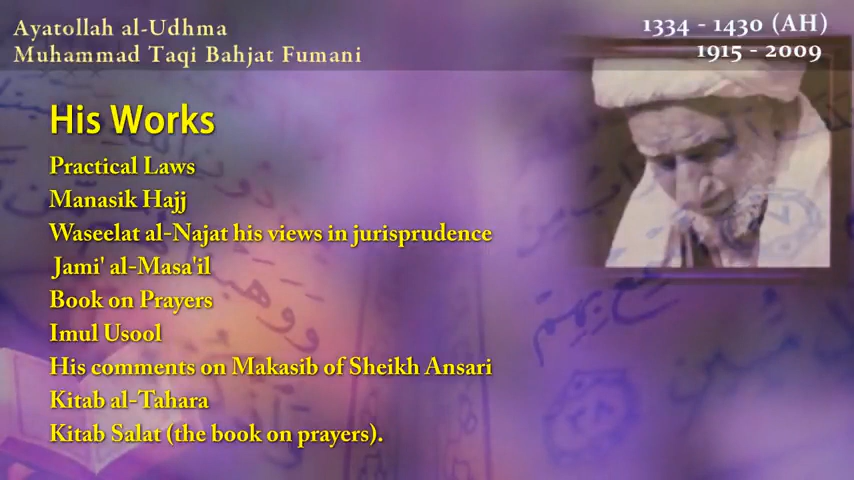 Ayatollah al-Udhma
Muhammad Taqi Bahjat Fumani
1334 - 1430 (AH)
1915 - 2009
His Works
Practical Laws
Manasik Hajj
Waseelat al-Najat his views in jurisprudence
Jami' al-Masa'il
Book on Prayers
Imul Usool
His comments on Makasib of Sheikh Ansari
Kitab al-Tahara
Kitab Salat (the book on prayers).